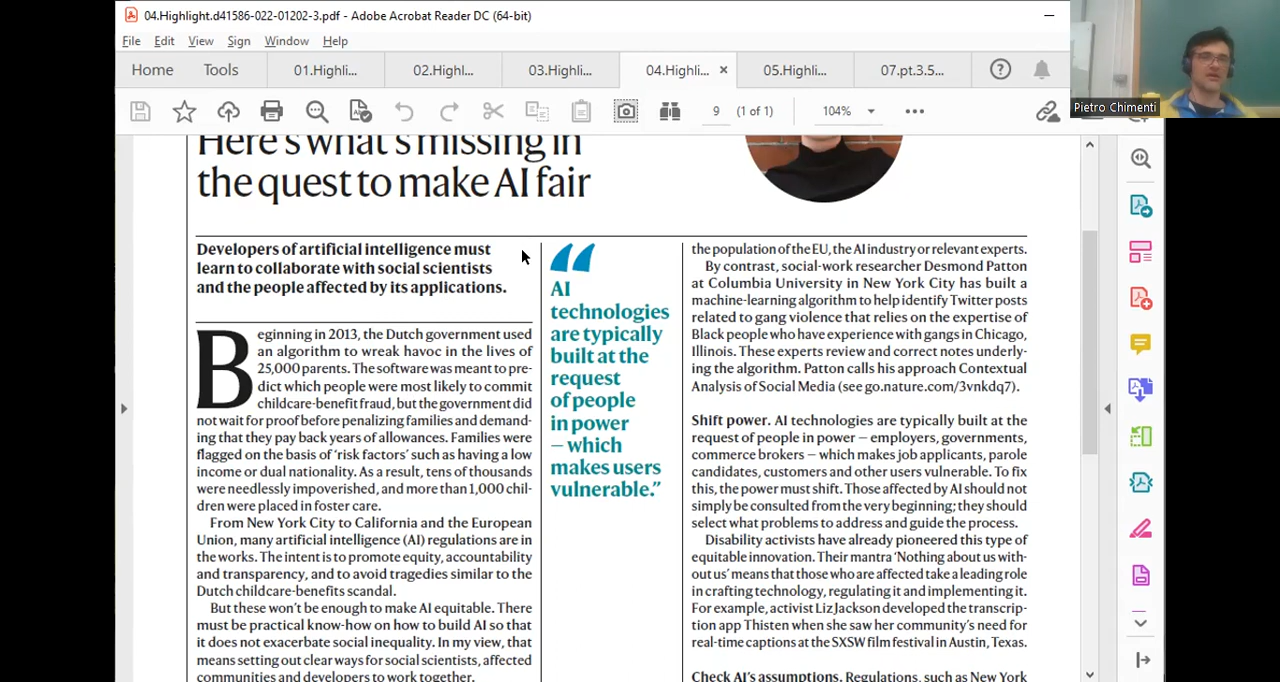 04.Highlight.d41586-022-01202-3.pdf - Adobe Acrobat Reader DC (64-bit)
File Edit View Sign Window Help
Home Tools 01.Highli... 02.Highl... 03.Highli... 04.Highli... 05.Highli... 07.pt.3.5...
9 (1 of 1) 104%
Pietro Chimenti
Here's what's missing in
the quest to make AI fair
Developers of artificial intelligence must
learn to collaborate with social scientists
and the people affected by its applications.
Beginning in 2013, the Dutch government used
an algorithm to wreak havoc in the lives of
25,000 parents. The software was meant to pre-
dict which people were most likely to commit
childcare-benefit fraud, but the government did
not wait for proof before penalizing families and demand-
ing that they pay back years of allowances. Families were
flagged on the basis of 'risk factors' such as having a low
income or dual nationality. As a result, tens of thousands
were needlessly impoverished, and more than 1,000 chil-
dren were placed in foster care.
From New York City to California and the European
Union, many artificial intelligence (AI) regulations are in
the works. The intent is to promote equity, accountability
and transparency, and to avoid tragedies similar to the
Dutch childcare-benefits scandal.
But these won't be enough to make AI equitable. There
must be practical know-how on how to build AI so that
it does not exacerbate social inequality. In my view, that
means setting out clear ways for social scientists, affected
communities and developers to work together.
“
AI
technologies
are typically
built at the
request
of people
in power
— which
makes users
vulnerable.”
the population of the EU, the AI industry or relevant experts.
By contrast, social-work researcher Desmond Patton
at Columbia University in New York City has built a
machine-learning algorithm to help identify Twitter posts
related to gang violence that relies on the expertise of
Black people who have experience with gangs in Chicago,
Illinois. These experts review and correct notes underly-
ing the algorithm. Patton calls his approach Contextual
Analysis of Social Media (see go.nature.com/3vnkdq7).
Shift power. AI technologies are typically built at the
request of people in power — employers, governments,
commerce brokers — which makes job applicants, parole
candidates, customers and other users vulnerable. To fix
this, the power must shift. Those affected by AI should not
simply be consulted from the very beginning; they should
select what problems to address and guide the process.
Disability activists have already pioneered this type of
equitable innovation. Their mantra 'Nothing about us with-
out us' means that those who are affected take a leading role
in crafting technology, regulating it and implementing it.
For example, activist Liz Jackson developed the transcrip-
tion app Thisten when she saw her community's need for
real-time captions at the SXSW film festival in Austin, Texas.
Check AI's assumptions. Regulations, such as New York